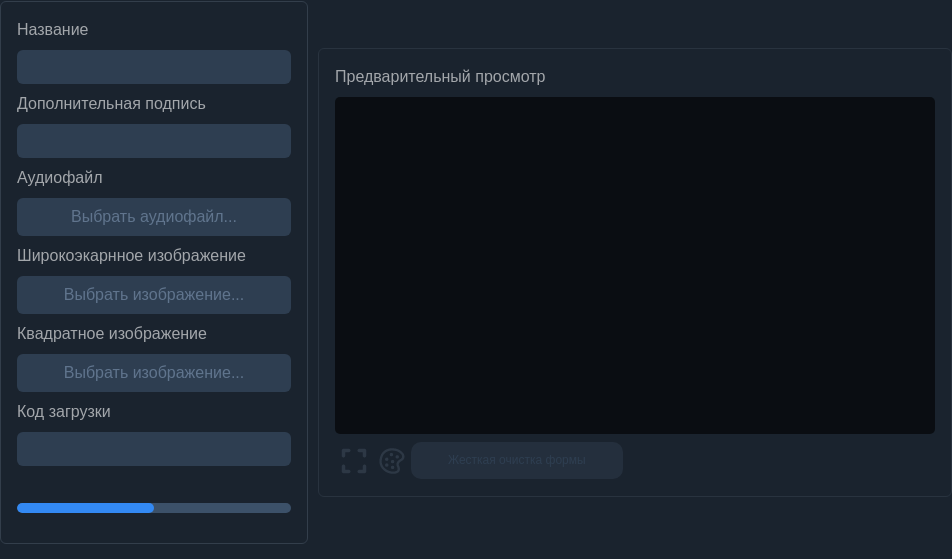 Название
Дополнительная подпись
Аудиофайл
Выбрать аудиофайл...
Широкоэкарнное изображение
Выбрать изображение...
Квадратное изображение
Выбрать изображение...
Код загрузки
Предварительный просмотр
Жесткая очистка формы